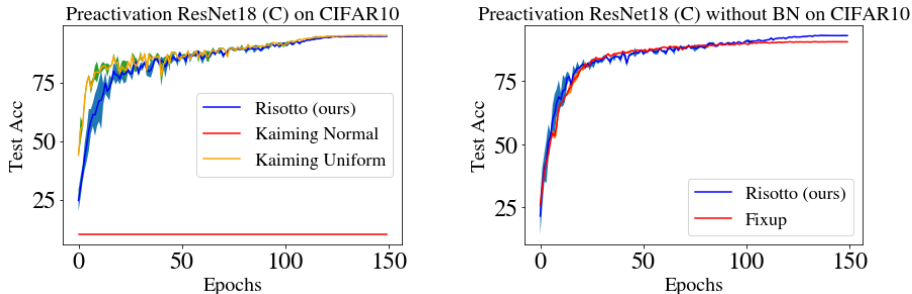 Preactivation ResNet18 (C) on CIFAR10
Test Acc
75
50
25
Risotto (ours)
Kaiming Normal
Kaiming Uniform
0
50
100
150
Epochs
Preactivation ResNet18 (C) without BN on CIFAR10
Test Acc
75
50
25
Risotto (ours)
Fixup
0
50
100
150
Epochs